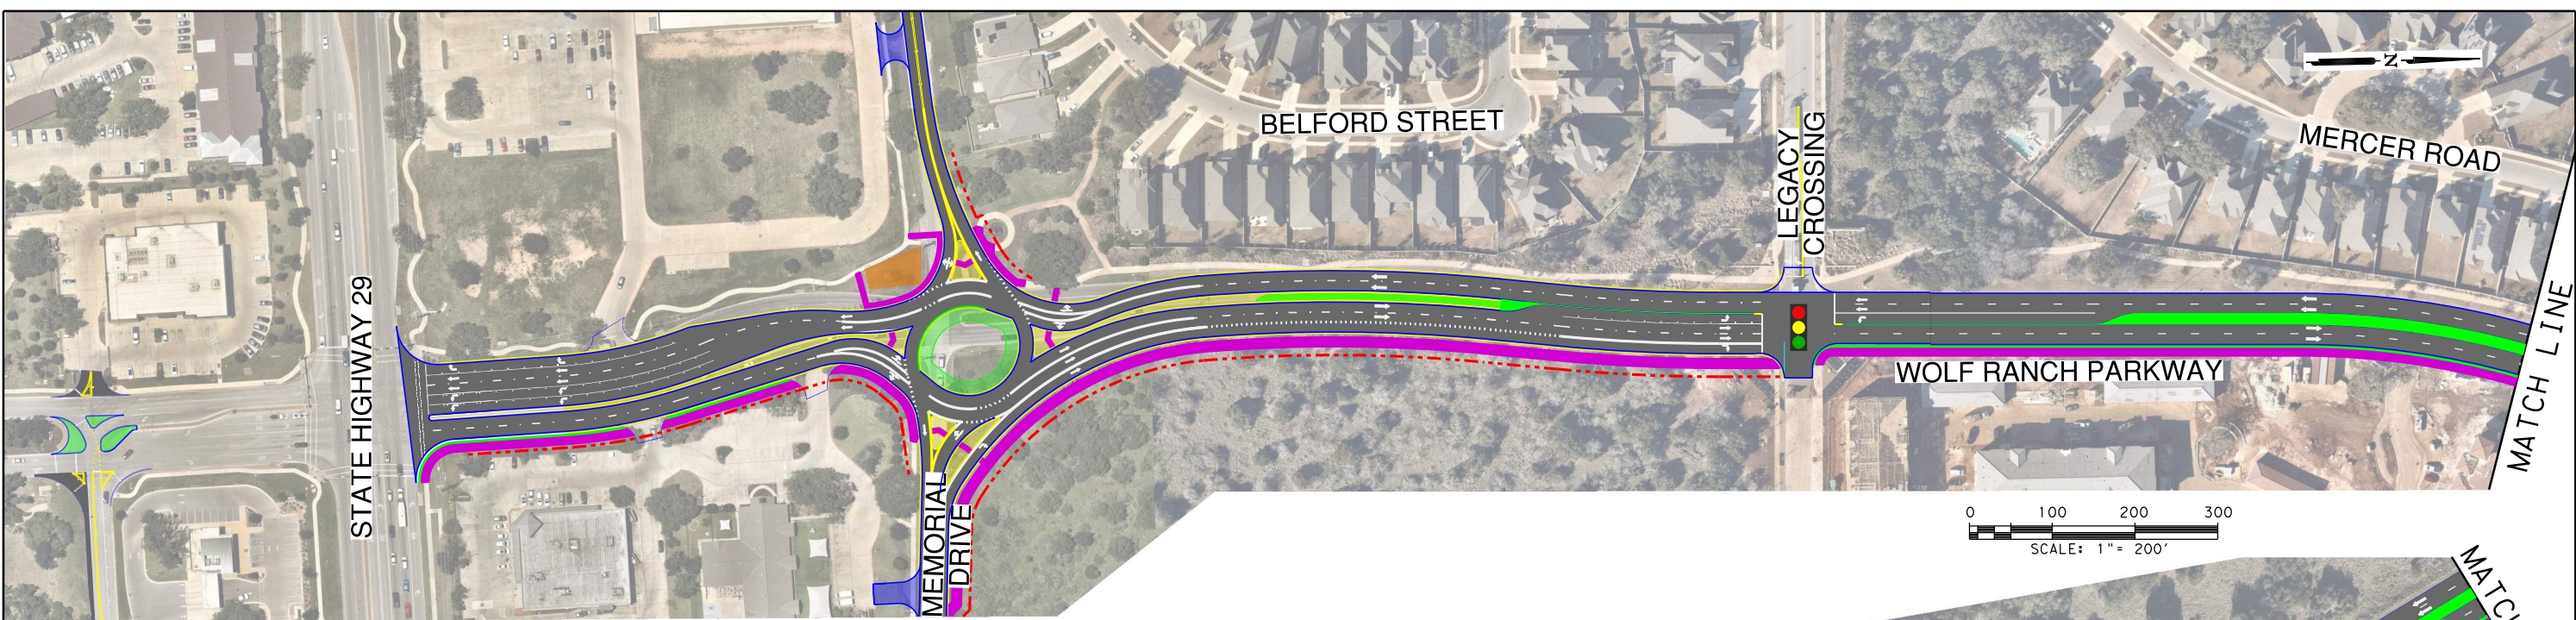 N
BELFORD STREET
LEGACY
CROSSING
MERCER ROAD
STATE HIGHWAY 29
WOLF RANCH PARKWAY
MATCH LINE
MEMORIAL
DRIVE
0 100 200 300
SCALE: 1"= 200'